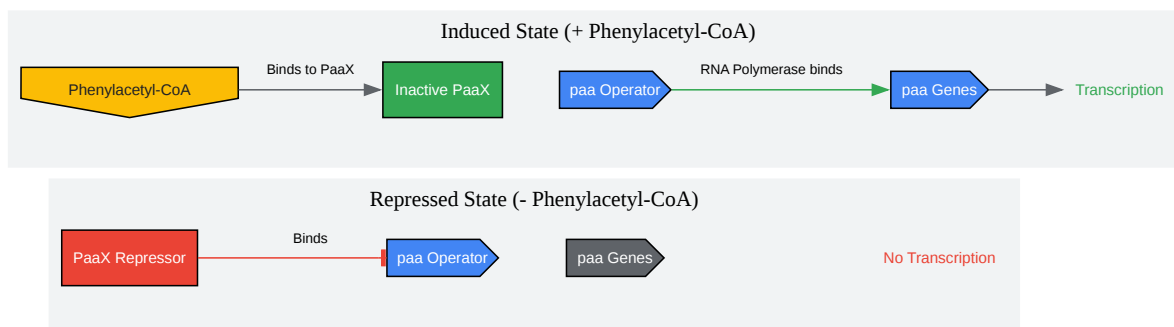 Induced State (+ Phenylacetyl-CoA)
Phenylacetyl-CoA
Binds to PaaX
Inactive PaaX
paa Operator
RNA Polymerase binds
paa Genes
Transcription
Repressed State (- Phenylacetyl-CoA)
PaaX Repressor
Binds
paa Operator
paa Genes
No Transcription